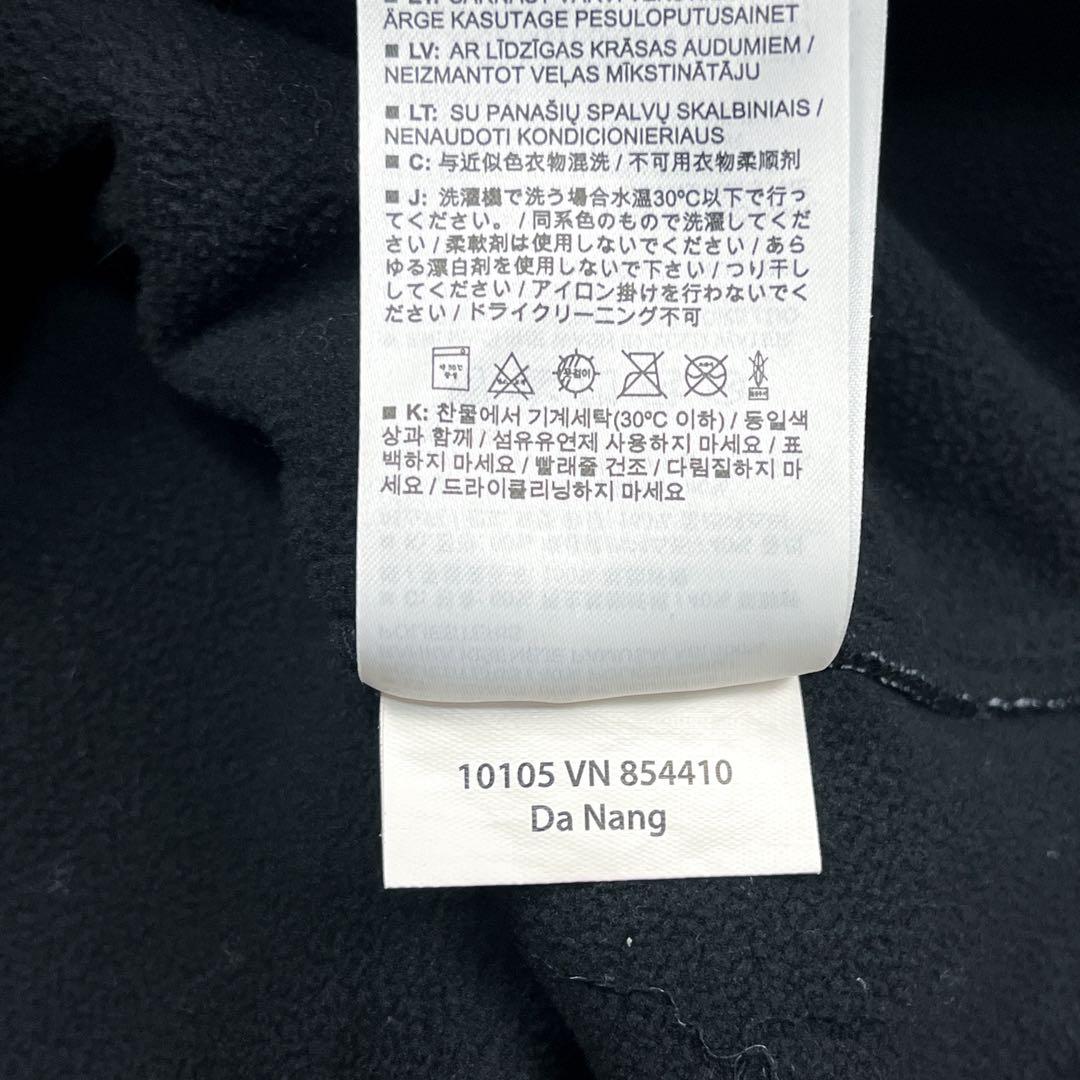 ÄRGE KASUTAGE PESULOPUTUSAINET
■ LV: AR LĪDZĪGAS KRĀSAS AUDUMIEM /
NEIZMANTOT VEĻAS MĪKSTINĀTĀJU
■ LT: SU PANAŠIŲ SPALVŲ SKALBINIAIS /
NENAUDOTI KONDICIONIERIAUS
■ C: 与近似色衣物混洗 / 不可用衣物柔顺剂
■ J: 洗濯機で洗う場合水温30ºC以下で行っ
てください。/ 同系色のもので洗濯してくだ
さい / 柔軟剤は使用しないでください / あら
ゆる漂白剤を使用しないで下さい / つり干し
してください / アイロン掛けを行わないでく
ださい / ドライクリーニング不可
■ K: 찬물에서 기계세탁(30ºC 이하) / 동일색
상과 함께 / 섬유유연제 사용하지 마세요 / 표
백하지 마세요 / 빨래줄 건조 / 다림질하지 마
세요 / 드라이클리닝하지 마세요
10105 VN 854410
Da Nang